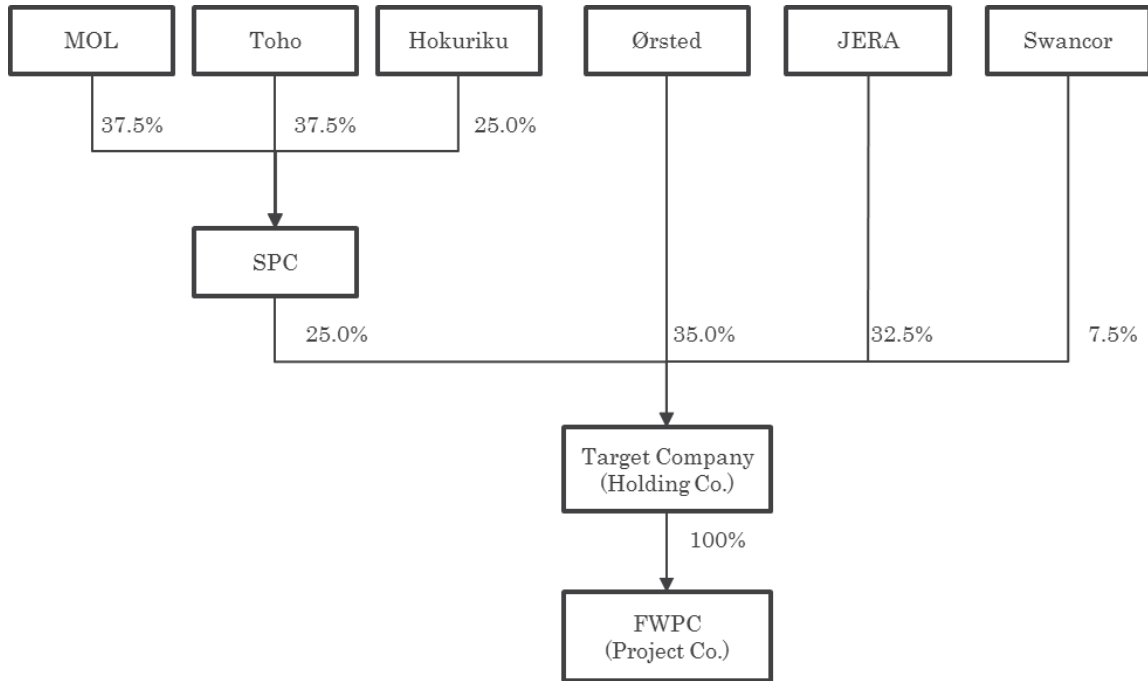 MOL
Toho
Hokuriku
Ørsted
JERA
Swancor
37.5%
37.5%
25.0%
SPC
25.0%
35.0%
32.5%
7.5%
Target Company
(Holding Co.)
100%
FWPC
(Project Co.)